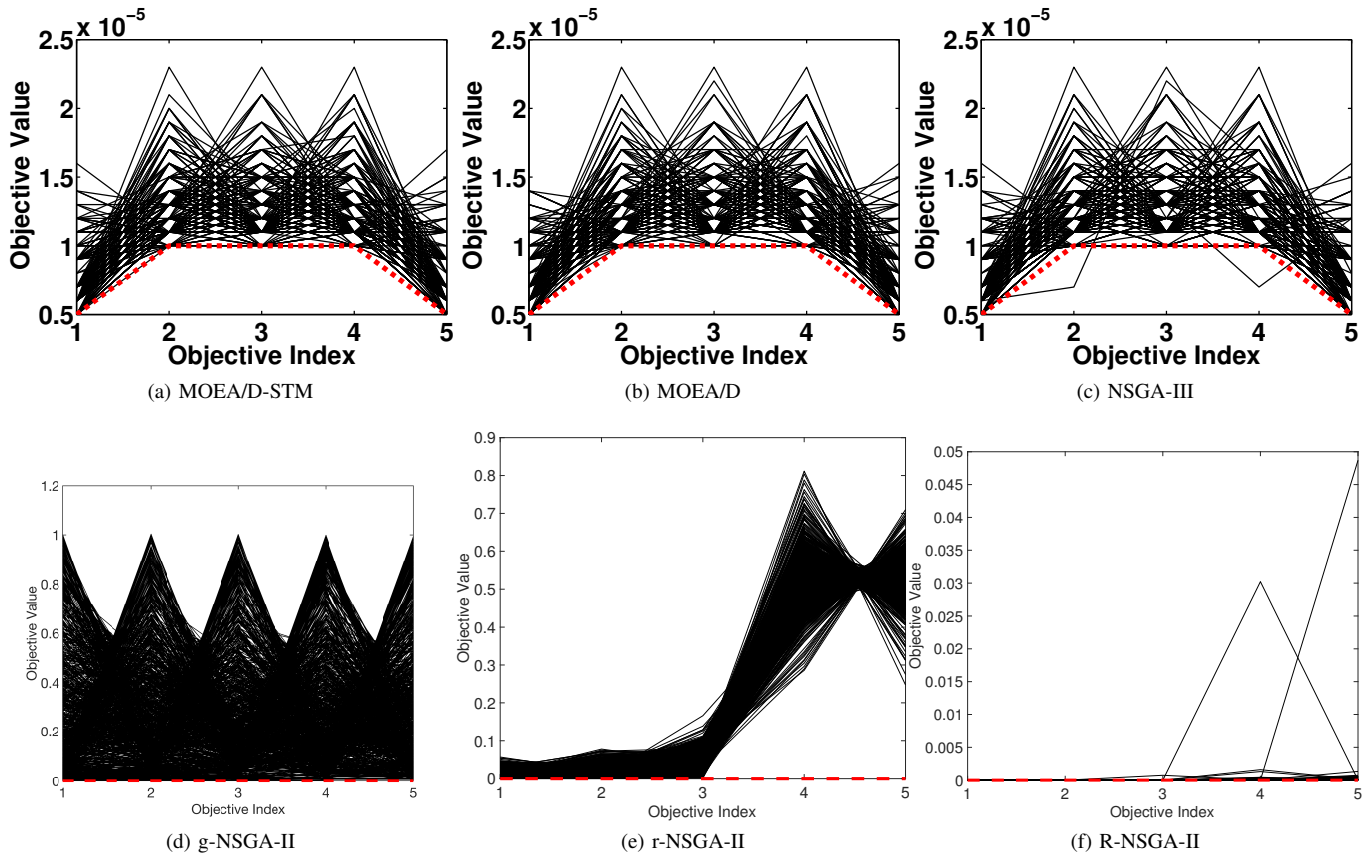 2.5 x 10⁻⁵
2
1.5
1
0.5
1 2 3 4 5
Objective Value
Objective Index
(a) MOEA/D-STM
2.5 x 10⁻⁵
2
1.5
1
0.5
1 2 3 4 5
Objective Value
Objective Index
(b) MOEA/D
2.5 x 10⁻⁵
2
1.5
1
0.5
1 2 3 4 5
Objective Value
Objective Index
(c) NSGA-III
1.2
1
0.8
0.6
0.4
0.2
0
1 2 3 4 5
Objective Value
Objective Index
(d) g-NSGA-II
0.9
0.8
0.7
0.6
0.5
0.4
0.3
0.2
0.1
0
1 2 3 4 5
Objective Value
Objective Index
(e) r-NSGA-II
0.05
0.045
0.04
0.035
0.03
0.025
0.02
0.015
0.01
0.005
0
1 2 3 4 5
Objective Value
Objective Index
(f) R-NSGA-II